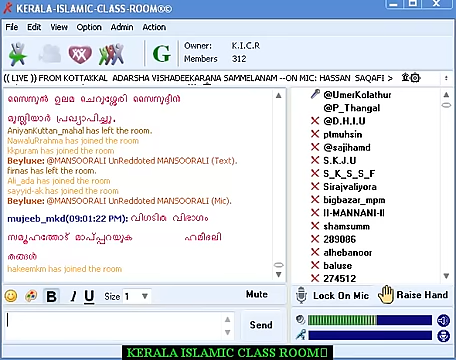 KERALA-ISLAMIC-CLASS-ROOM®©
File Edit View Option Admin Action
G
Owner: K.I.C.R
Members 312
(( LIVE )) FROM KOTTAKKAL ADARSHA VISHADEEKARANA SAMMELANAM --ON MIC: HASSAN SAQAFI
സൈനുൽ ഉലമ ചെറുശ്ശേരി സൈനുദ്ദീൻ
മുസ്ലിയാർ പ്രഖ്യാപിച്ചു.
AniyanKuttan_mahal has left the room.
NawaluRrahma has joined the room
kkpuram has joined the room.
Beyluxe: @MANSOORALI UnReddoted MANSOORALI (Text).
firnas has left the room.
Ali_ada has joined the room
sayyid-ak has joined the room
Beyluxe: @MANSOORALI UnReddoted MANSOORALI (Mic).
mujeeb_mkd(09:01:22 PM): വിഗടിത വിഭാഗം
സമൂഹത്തോട് മാപ്പപ്പറയുക ഹമീദലി
തങ്ങൾ
hakeemkm has joined the room.
@UmerKolathur
@P_Thangal
@D.H.I.U
ptmuhsin
@sajihamd
S.K.J.U
S_K_S_S_F
Sirajvaliyora
bigbazar_mpm
II-MANNANI-II
shamsumm
289086
alhebanoor
baluse
274512
B I U Size 1 Mute
Lock On Mic Raise Hand
Send
KERALA ISLAMIC CLASS ROOM